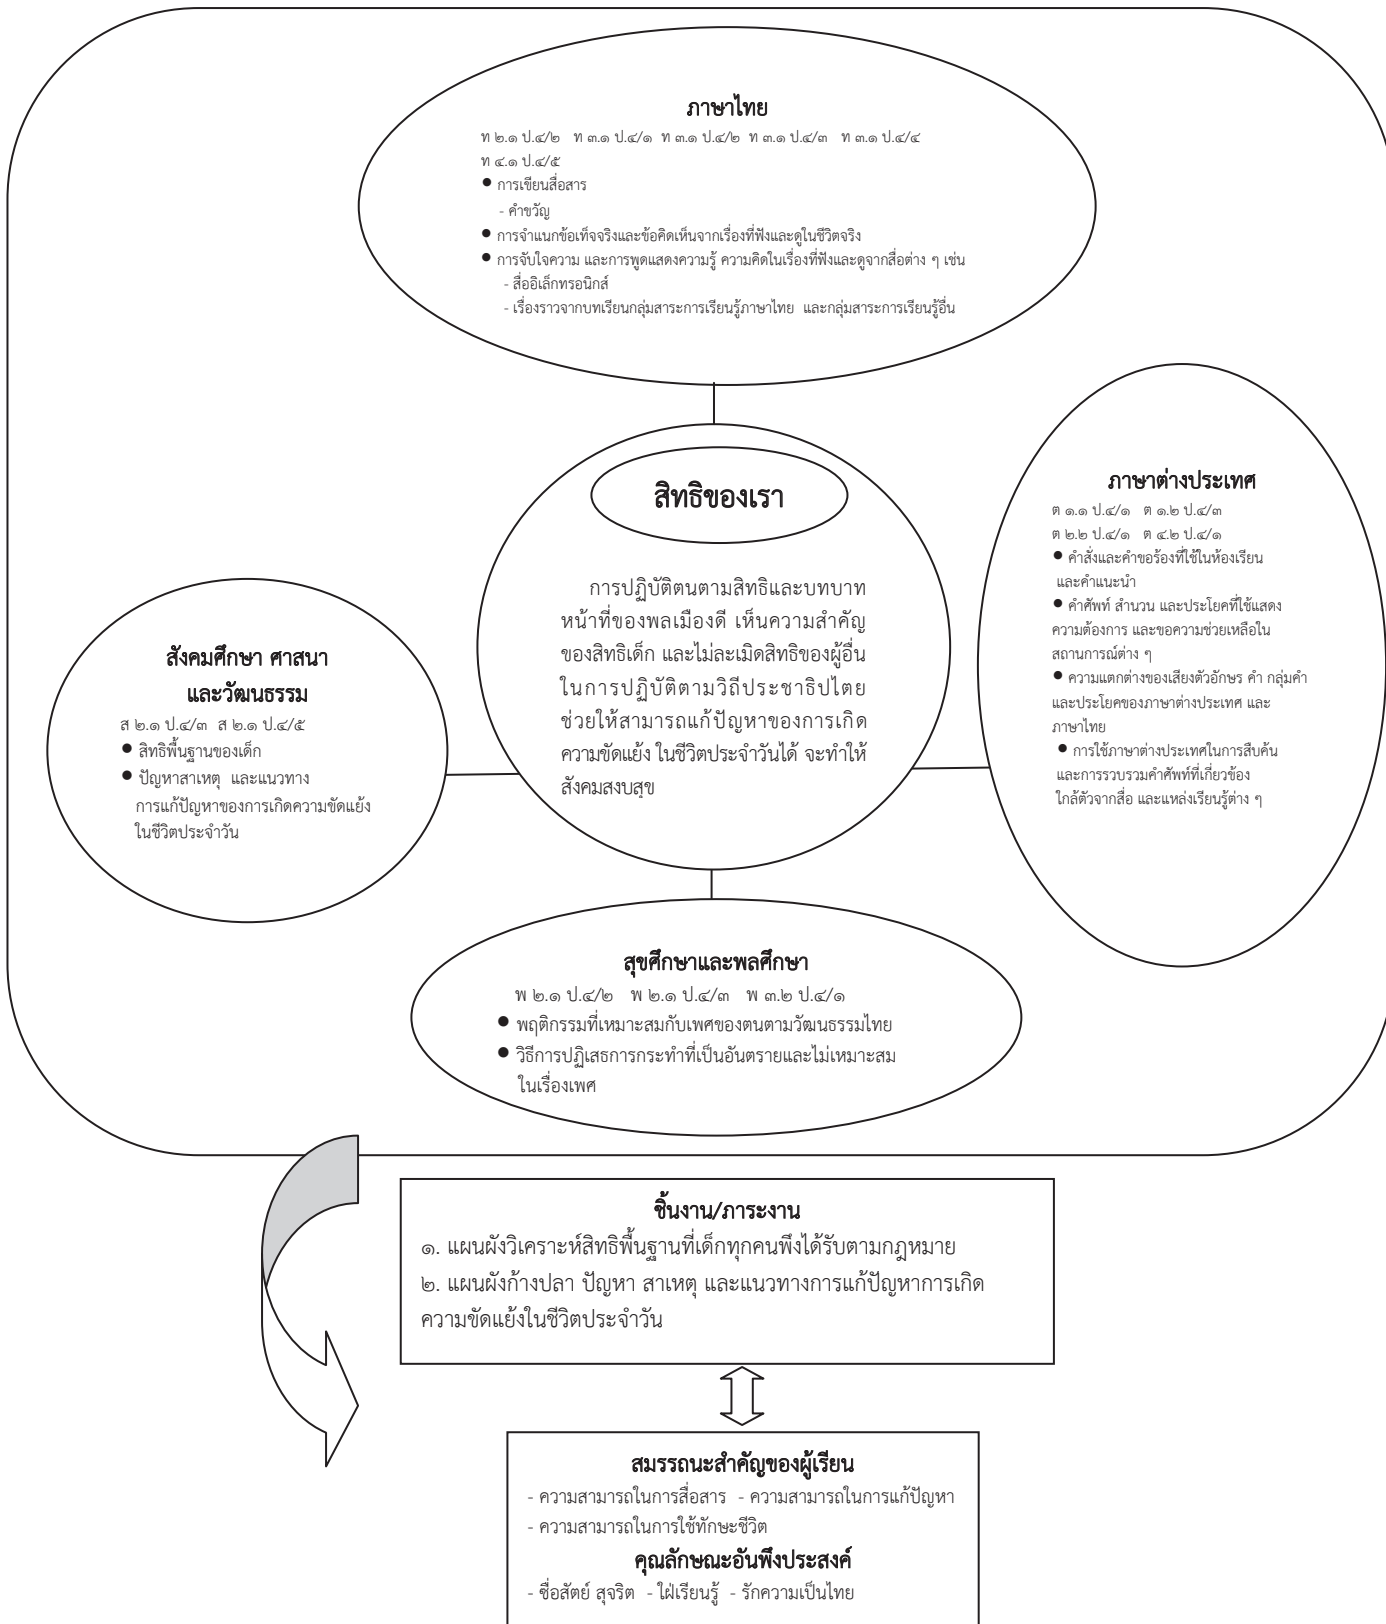 ภาษาไทย
ท ๒.๑ ป.๔/๒ ท ๓.๑ ป.๔/๑ ท ๓.๑ ป.๔/๒ ท ๓.๑ ป.๔/๓ ท ๓.๑ ป.๔/๔
ท ๔.๑ ป.๔/๕
● การเขียนสื่อสาร
- คำขวัญ
● การจำแนกข้อเท็จจริงและข้อคิดเห็นจากเรื่องที่ฟังและดูในชีวิตจริง
● การจับใจความ และการพูดแสดงความรู้ ความคิดในเรื่องที่ฟังและดูจากสื่อต่าง ๆ เช่น
- สื่ออิเล็กทรอนิกส์
- เรื่องราวจากบทเรียนกลุ่มสาระการเรียนรู้ภาษาไทย และกลุ่มสาระการเรียนรู้อื่น
สิทธิของเรา
การปฏิบัติตนตามสิทธิและบทบาท
หน้าที่ของพลเมืองดี เห็นความสำคัญ
ของสิทธิเด็ก และไม่ละเมิดสิทธิของผู้อื่น
ในการปฏิบัติตามวิถีประชาธิปไตย
ช่วยให้สามารถแก้ปัญหาของการเกิด
ความขัดแย้ง ในชีวิตประจำวันได้ จะทำให้
สังคมสงบสุข
ภาษาต่างประเทศ
ต ๑.๑ ป.๔/๑ ต ๑.๒ ป.๔/๓
ต ๒.๒ ป.๔/๑ ต ๔.๒ ป.๔/๑
● คำสั่งและคำขอร้องที่ใช้ในห้องเรียน
และคำแนะนำ
● คำศัพท์ สำนวน และประโยคที่ใช้แสดง
ความต้องการ และขอความช่วยเหลือใน
สถานการณ์ต่าง ๆ
● ความแตกต่างของเสียงตัวอักษร คำ กลุ่มคำ
และประโยคของภาษาต่างประเทศ และ
ภาษาไทย
● การใช้ภาษาต่างประเทศในการสืบค้น
และการรวบรวมคำศัพท์ที่เกี่ยวข้อง
ใกล้ตัวจากสื่อ และแหล่งเรียนรู้ต่าง ๆ
สังคมศึกษา ศาสนา
และวัฒนธรรม
ส ๒.๑ ป.๔/๓ ส ๒.๑ ป.๔/๕
● สิทธิพื้นฐานของเด็ก
● ปัญหาสาเหตุ และแนวทาง
การแก้ปัญหาของการเกิดความขัดแย้ง
ในชีวิตประจำวัน
สุขศึกษาและพลศึกษา
พ ๒.๑ ป.๔/๒ พ ๒.๑ ป.๔/๓ พ ๓.๒ ป.๔/๑
● พฤติกรรมที่เหมาะสมกับเพศของตนตามวัฒนธรรมไทย
● วิธีการปฏิเสธการกระทำที่เป็นอันตรายและไม่เหมาะสม
ในเรื่องเพศ
ชิ้นงาน/ภาระงาน
๑. แผนผังวิเคราะห์สิทธิพื้นฐานที่เด็กทุกคนพึงได้รับตามกฎหมาย
๒. แผนผังก้างปลา ปัญหา สาเหตุ และแนวทางการแก้ปัญหาการเกิด
ความขัดแย้งในชีวิตประจำวัน
สมรรถนะสำคัญของผู้เรียน
- ความสามารถในการสื่อสาร - ความสามารถในการแก้ปัญหา
- ความสามารถในการใช้ทักษะชีวิต
คุณลักษณะอันพึงประสงค์
- ซื่อสัตย์ สุจริต - ใฝ่เรียนรู้ - รักความเป็นไทย